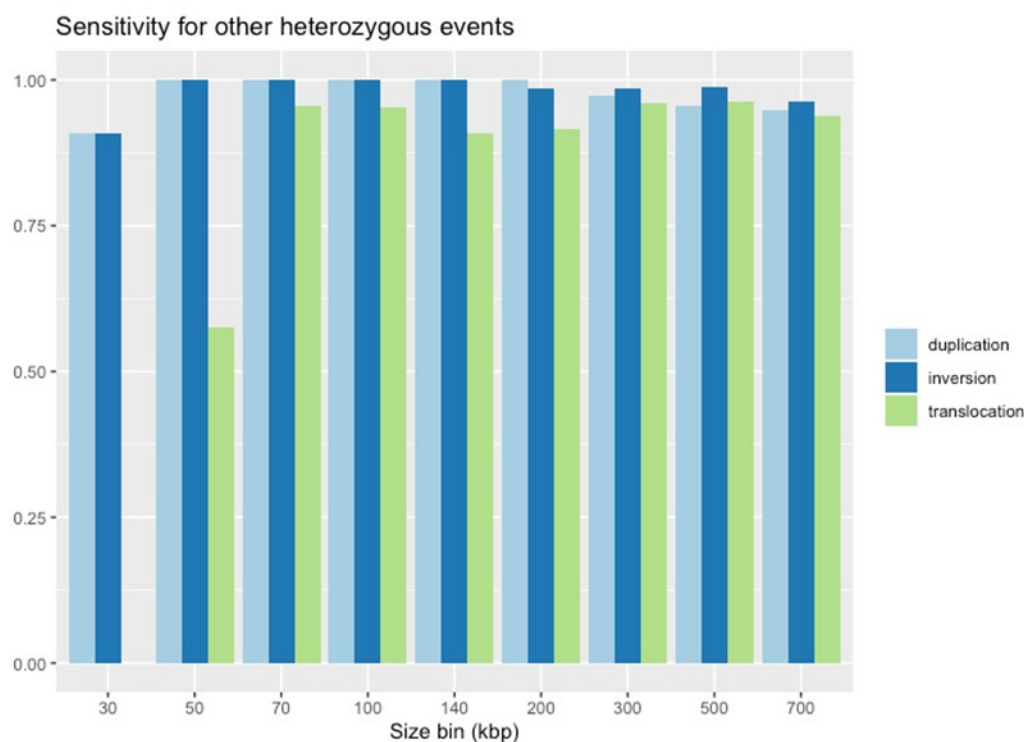 Sensitivity for other heterozygous events
1.00
0.75
0.50
0.25
0.00
30 50 70 100 140 200 300 500 700
Size bin (kbp)
duplication
inversion
translocation